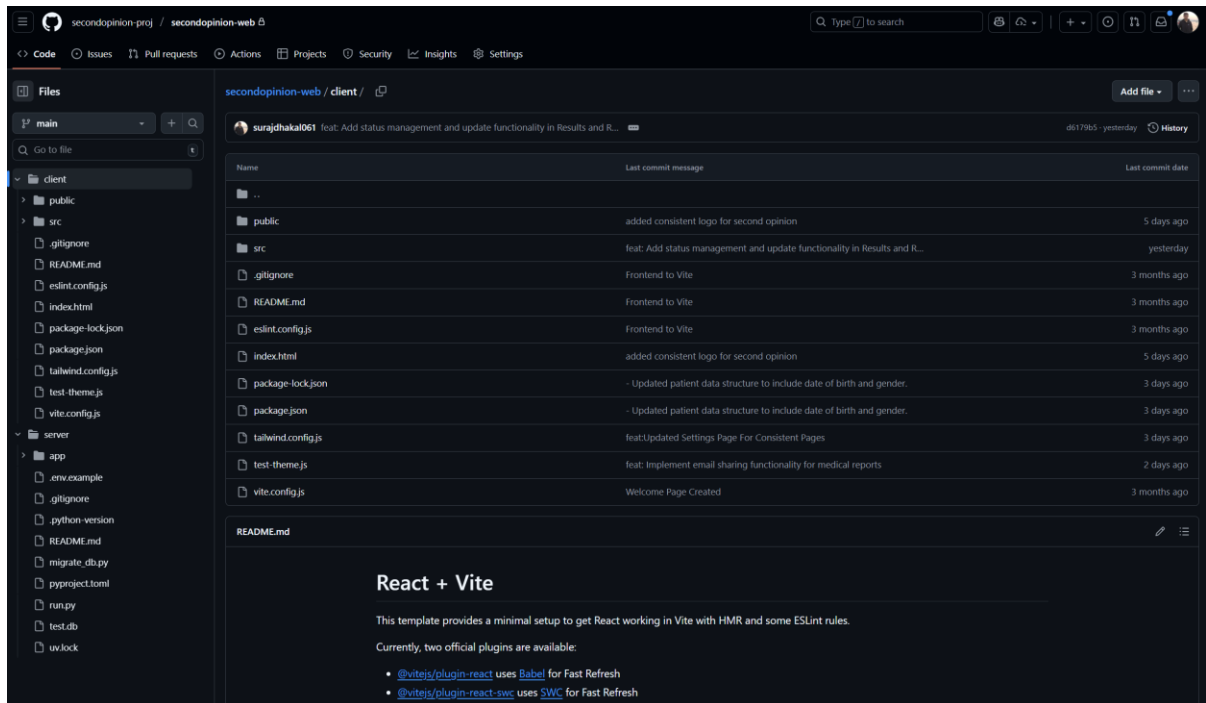 secondopinion-proj / secondopinion-web
Type / to search
Code Issues Pull requests Actions Projects Security Insights Settings
Files
main
Go to file
t
client
public
src
.gitignore
README.md
eslint.config.js
index.html
package-lock.json
package.json
tailwind.config.js
test-theme.js
vite.config.js
server
app
.env.example
.gitignore
.python-version
README.md
migrate_db.py
pyproject.toml
run.py
test.db
uv.lock
secondopinion-web / client /
Add file
surajdhakal061 feat: Add status management and update functionality in Results and R... d6179b5 · yesterday History
Name Last commit message Last commit date
..
public added consistent logo for second opinion 5 days ago
src feat: Add status management and update functionality in Results and R... yesterday
.gitignore Frontend to Vite 3 months ago
README.md Frontend to Vite 3 months ago
eslint.config.js Frontend to Vite 3 months ago
index.html added consistent logo for second opinion 5 days ago
package-lock.json - Updated patient data structure to include date of birth and gender. 3 days ago
package.json - Updated patient data structure to include date of birth and gender. 3 days ago
tailwind.config.js feat:Updated Settings Page For Consistent Pages 3 days ago
test-theme.js feat: Implement email sharing functionality for medical reports 2 days ago
vite.config.js Welcome Page Created 3 months ago
README.md
React + Vite
This template provides a minimal setup to get React working in Vite with HMR and some ESLint rules.
Currently, two official plugins are available:
• @vitejs/plugin-react uses Babel for Fast Refresh
• @vitejs/plugin-react-swc uses SWC for Fast Refresh